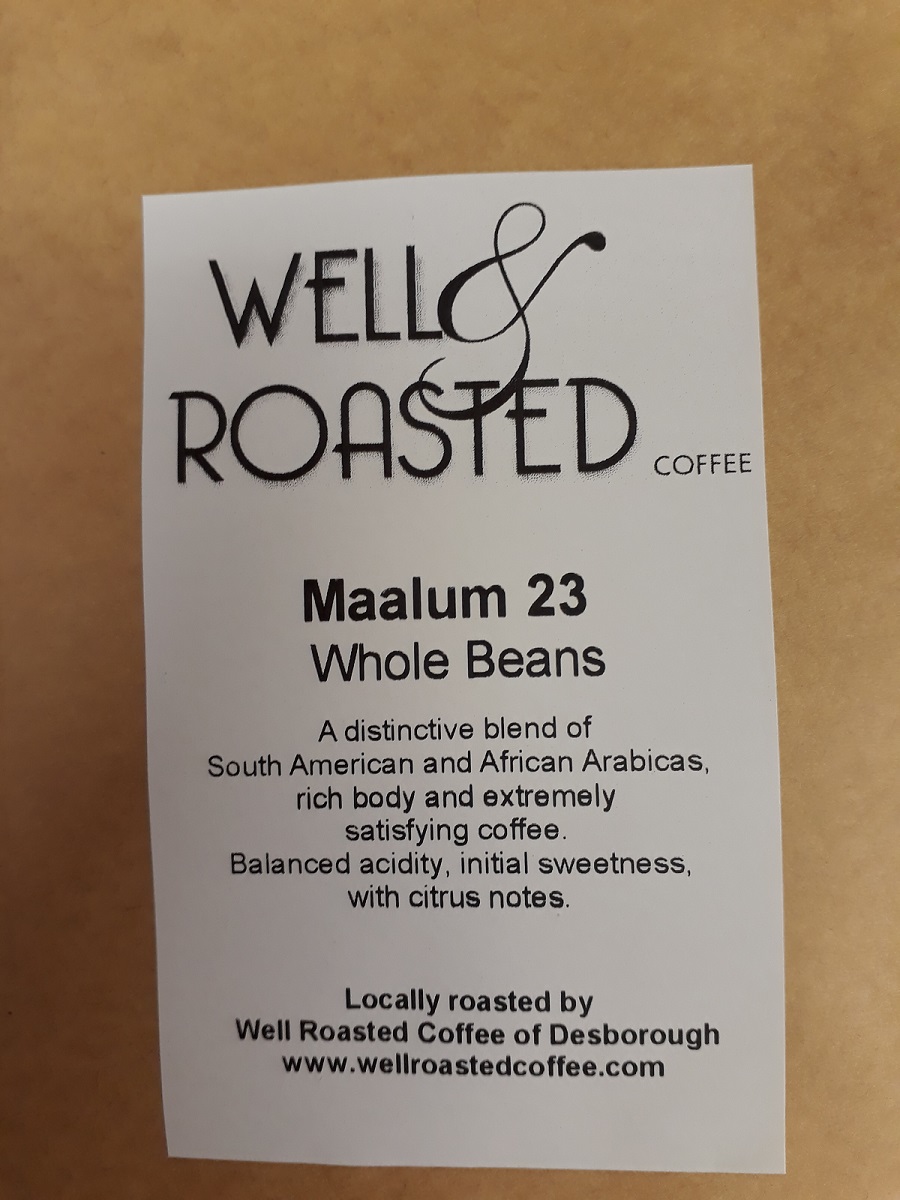 WELL &
ROASTED COFFEE
Maalum 23
Whole Beans
A distinctive blend of
South American and African Arabicas,
rich body and extremely
satisfying coffee.
Balanced acidity, initial sweetness,
with citrus notes.
Locally roasted by
Well Roasted Coffee of Desborough
www.wellroastedcoffee.com